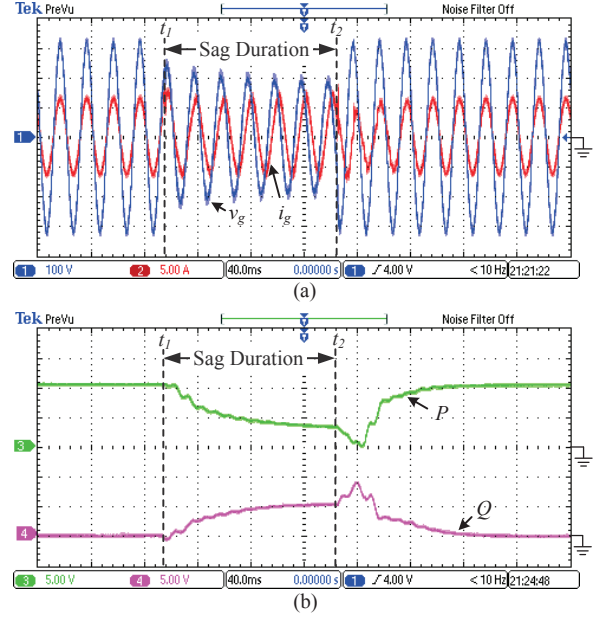 Tek PreVu Noise Filter Off
t1 t2
Sag Duration
1
vg ig
1 100 V 2 5.00 A 40.0ms 0.00000 s 1 4.00 V < 10 Hz 21:21:22
(a)
Tek PreVu Noise Filter Off
t1 t2
Sag Duration
P
3
Q
4
3 5.00 V 4 5.00 V 40.0ms 0.00000 s 1 4.00 V < 10 Hz 21:24:48
(b)